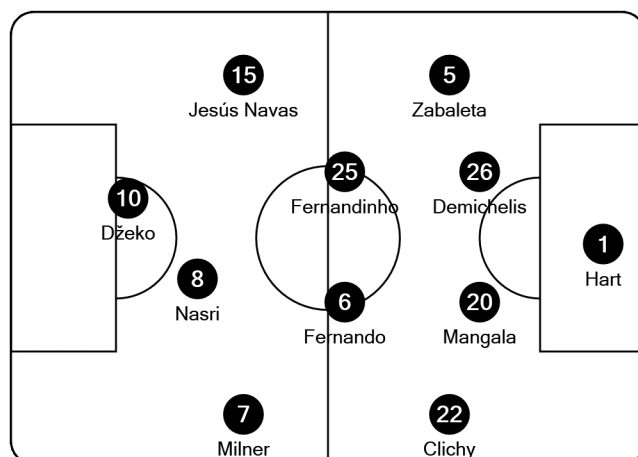 15
Jesús Navas
5
Zabaleta
25
Fernandinho
26
Demichelis
10
Džeko
1
Hart
8
Nasri
6
Fernando
20
Mangala
7
Milner
22
Clichy